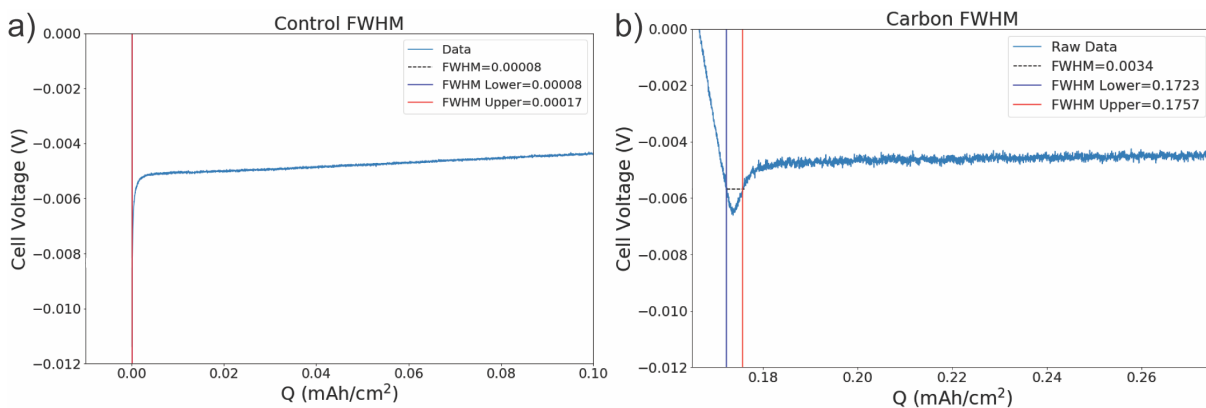 a)
Control FWHM
Cell Voltage (V)
0.000
−0.002
−0.004
−0.006
−0.008
−0.010
−0.012
Data
FWHM=0.00008
FWHM Lower=0.00008
FWHM Upper=0.00017
0.00 0.02 0.04 0.06 0.08 0.10
Q (mAh/cm²)
b)
Carbon FWHM
Cell Voltage (V)
0.000
−0.002
−0.004
−0.006
−0.008
−0.010
−0.012
Raw Data
FWHM=0.0034
FWHM Lower=0.1723
FWHM Upper=0.1757
0.18 0.20 0.22 0.24 0.26
Q (mAh/cm²)